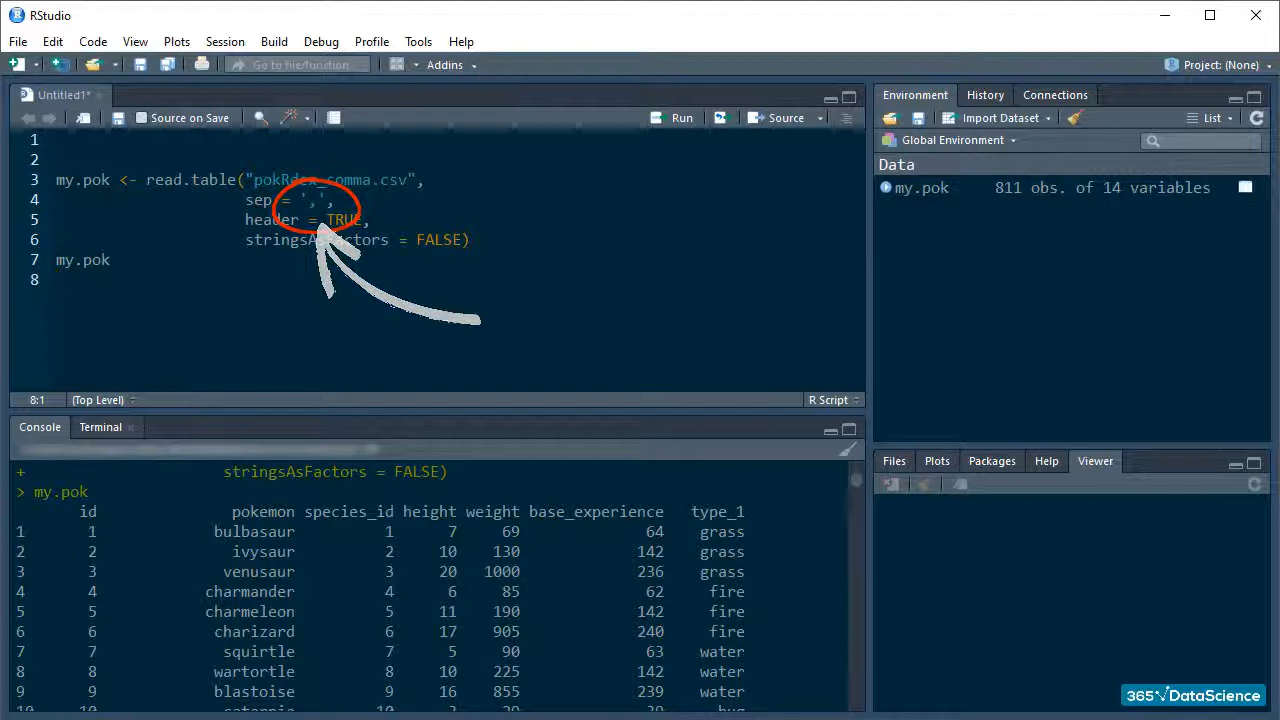 RStudio
File Edit Code View Plots Session Build Debug Profile Tools Help
Go to file/function Addins Project: (None)
Untitled1*
Source on Save Run Source
1
2
3 my.pok <- read.table("pokRdex_comma.csv",
4 sep = ',',
5 header = TRUE,
6 stringsAsFactors = FALSE)
7 my.pok
8
8:1 (Top Level) R Script
Console Terminal
+ stringsAsFactors = FALSE)
> my.pok
id pokemon species_id height weight base_experience type_1
1 1 bulbasaur 1 7 69 64 grass
2 2 ivysaur 2 10 130 142 grass
3 3 venusaur 3 20 1000 236 grass
4 4 charmander 4 6 85 62 fire
5 5 charmeleon 5 11 190 142 fire
6 6 charizard 6 17 905 240 fire
7 7 squirtle 7 5 90 63 water
8 8 wartortle 8 10 225 142 water
9 9 blastoise 9 16 855 239 water
Environment History Connections
Import Dataset List
Global Environment
Data
my.pok 811 obs. of 14 variables
Files Plots Packages Help Viewer
365 DataScience